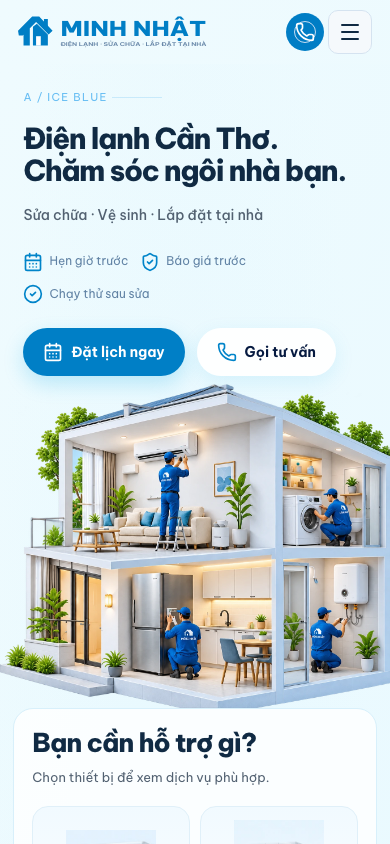 MINH NHẬT
ĐIỆN LẠNH · SỬA CHỮA · LẮP ĐẶT TẠI NHÀ
A / ICE BLUE
Điện lạnh Cần Thơ.
Chăm sóc ngôi nhà bạn.
Sửa chữa · Vệ sinh · Lắp đặt tại nhà
Hẹn giờ trước
Báo giá trước
Chạy thử sau sửa
Đặt lịch ngay
Gọi tư vấn
Bạn cần hỗ trợ gì?
Chọn thiết bị để xem dịch vụ phù hợp.